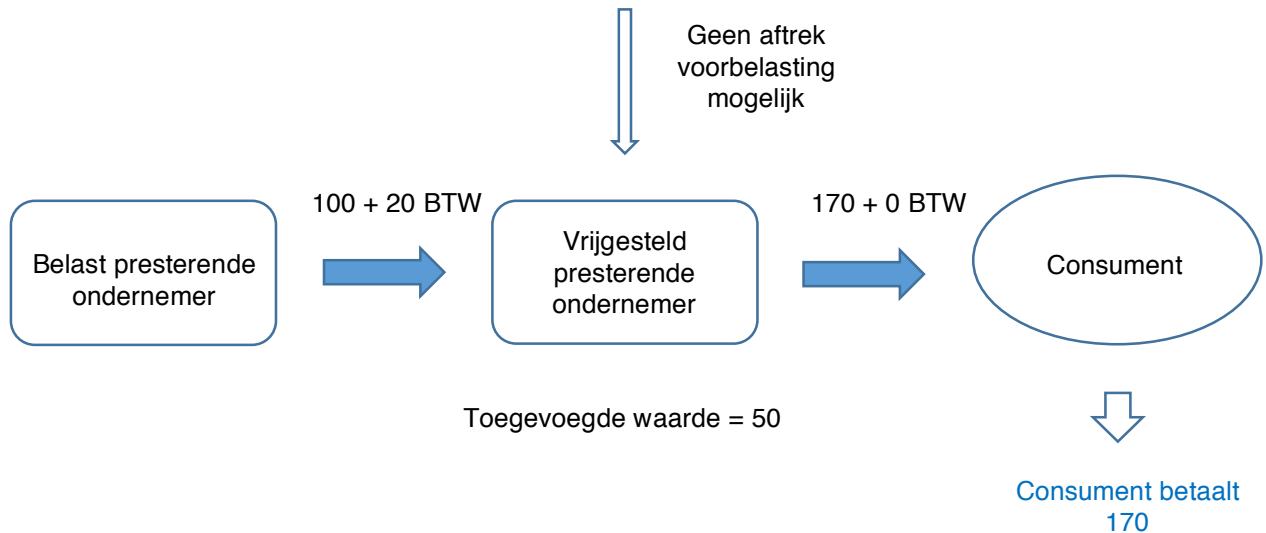 Geen aftrek
voorbelasting
mogelijk
100 + 20 BTW
170 + 0 BTW
Belast presterende
ondernemer
Vrijgesteld
presterende
ondernemer
Consument
Toegevoegde waarde = 50
Consument betaalt
170